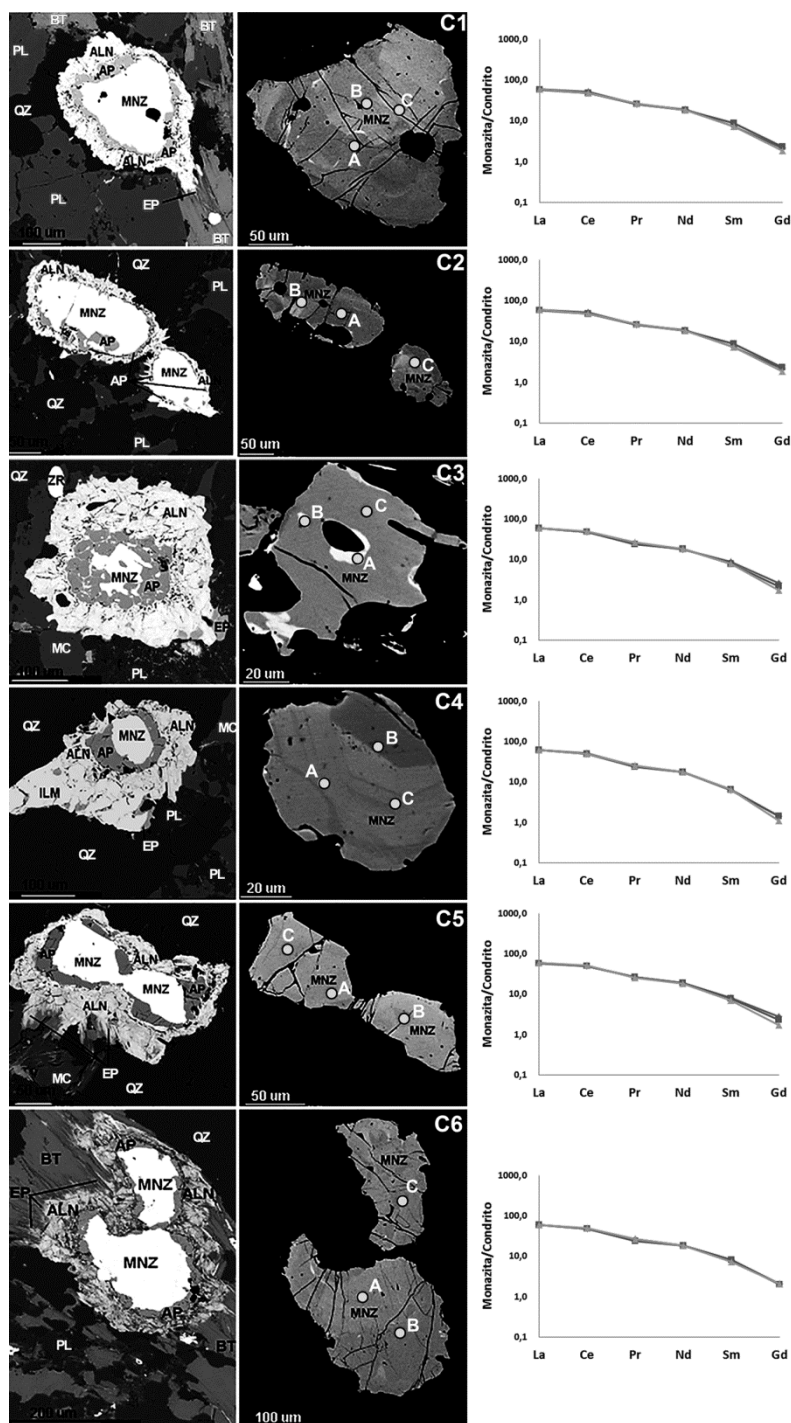 BT
PL
ALN
BT
AP
MNZ
QZ
AP
ALN
PL
EP
BT
100 um
C1
B
C
MNZ
A
50 um
Monazita/Condrito
1000,0
100,0
10,0
1,0
0,1
La Ce Pr Nd Sm Gd
QZ
ALN
PL
MNZ
AP
MNZ
AP
QZ
PL
50 um
C2
B
MNZ
A
C
MNZ
50 um
Monazita/Condrito
1000,0
100,0
10,0
1,0
0,1
La Ce Pr Nd Sm Gd
QZ
ZR
ALN
MNZ
AP
EP
MC
PL
100 um
C3
C
B
A
MNZ
20 um
Monazita/Condrito
1000,0
100,0
10,0
1,0
0,1
La Ce Pr Nd Sm Gd
QZ
MNZ
ALN
MC
ALN
AP
ILM
PL
EP
QZ
PL
100 um
C4
B
A
C
MNZ
20 um
Monazita/Condrito
1000,0
100,0
10,0
1,0
0,1
La Ce Pr Nd Sm Gd
QZ
AP
MNZ
ALN
MNZ
AP
ALN
MC
EP
QZ
C5
C
MNZ
A
B
MNZ
50 um
Monazita/Condrito
1000,0
100,0
10,0
1,0
0,1
La Ce Pr Nd Sm Gd
QZ
AP
BT
MNZ
EP
ALN
ALN
MNZ
AP
PL
BT
200 um
C6
MNZ
C
A
MNZ
B
100 um
Monazita/Condrito
1000,0
100,0
10,0
1,0
0,1
La Ce Pr Nd Sm Gd